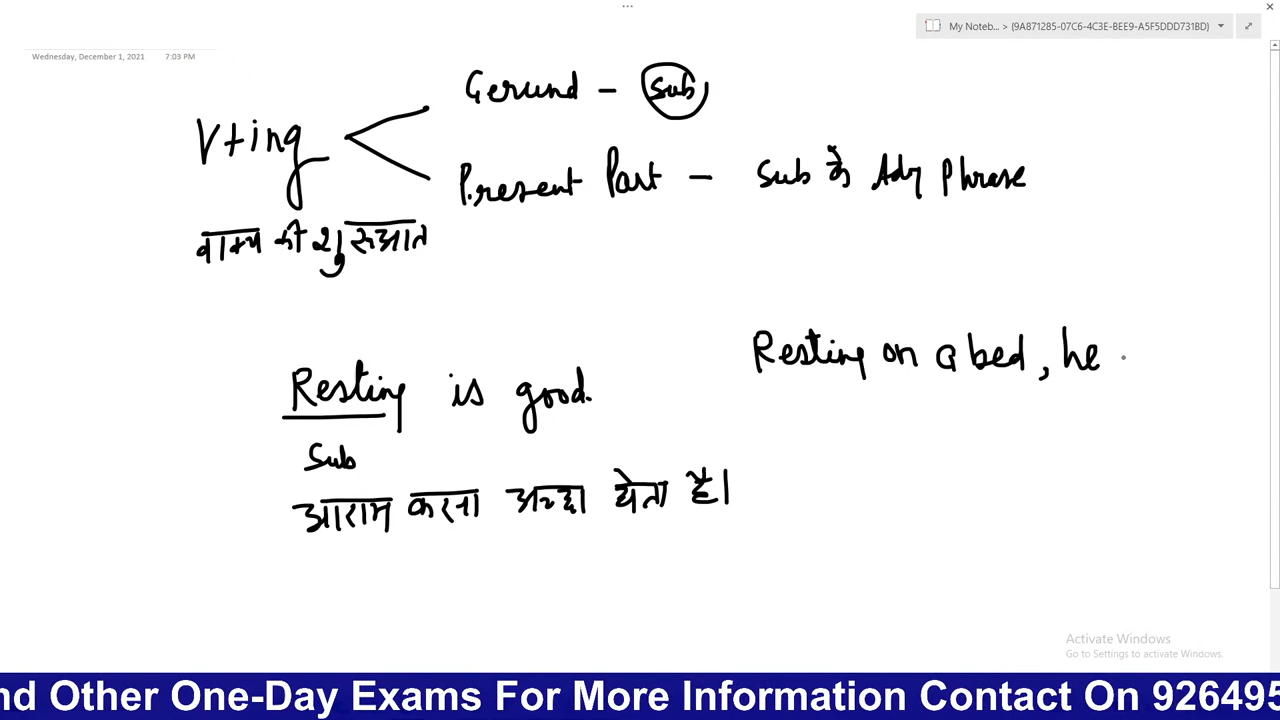 ...
My Noteb... > {9A871285-07C6-4C3E-BEE9-A5F5DDD731BD}
Wednesday, December 1, 2021 7:03 PM
Gerund - Sub
V+ing
Present Part - Sub के Adj Phrase
वाक्य की शुरुआत
Resting on a bed, he
Resting is good.
Sub
आराम करना अच्छा होता है।
Activate Windows
Go to Settings to activate Windows.
nd Other One-Day Exams For More Information Contact On 926495